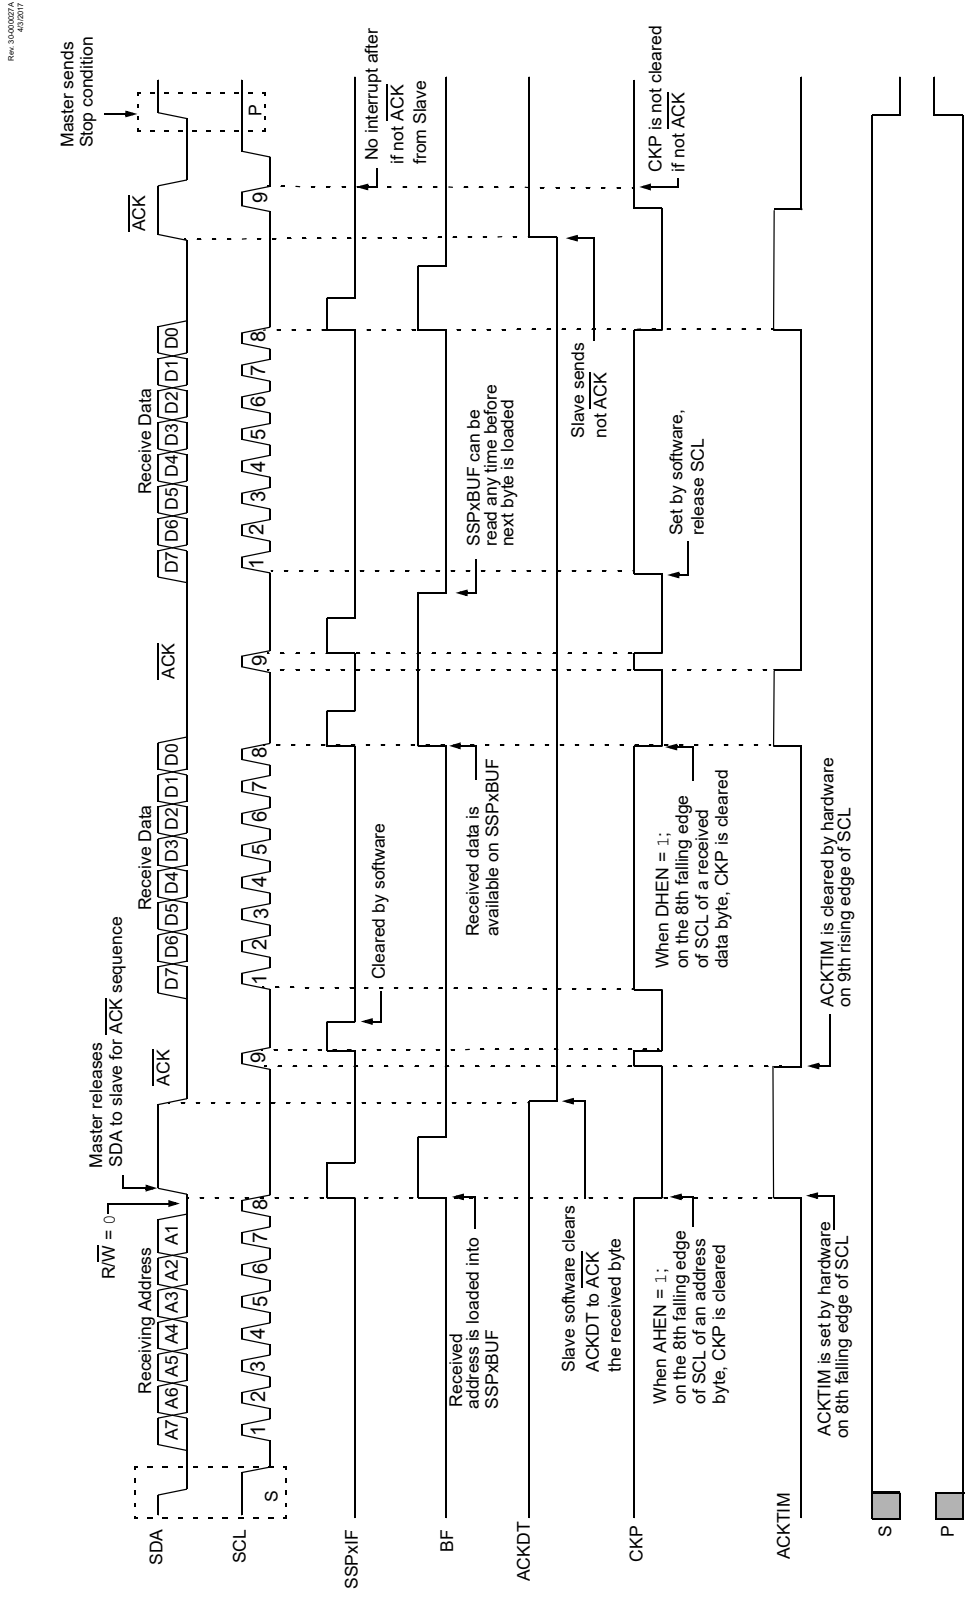 Rev. 30-000027A
4/3/2017
Master sends
Stop condition
Master releases
SDA to slave for ACK sequence
R/W = 0
Receiving Address
ACK
Receive Data
ACK
Receive Data
ACK
SDA
A7 A6 A5 A4 A3 A2 A1
D7 D6 D5 D4 D3 D2 D1 D0
D7 D6 D5 D4 D3 D2 D1 D0
SCL
S
1 2 3 4 5 6 7 8 9
1 2 3 4 5 6 7 8 9
1 2 3 4 5 6 7 8 9
P
SSPxIF
Cleared by software
No interrupt after
if not ACK
from Slave
BF
Received
address is loaded into
SSPxBUF
Received data is
available on SSPxBUF
SSPxBUF can be
read any time before
next byte is loaded
ACKDT
Slave software clears
ACKDT to ACK
the received byte
Slave sends
not ACK
CKP
When AHEN = 1;
on the 8th falling edge
of SCL of an address
byte, CKP is cleared
When DHEN = 1;
on the 8th falling edge
of SCL of a received
data byte, CKP is cleared
Set by software,
release SCL
CKP is not cleared
if not ACK
ACKTIM
ACKTIM is set by hardware
on 8th falling edge of SCL
ACKTIM is cleared by hardware
on 9th rising edge of SCL
S
P